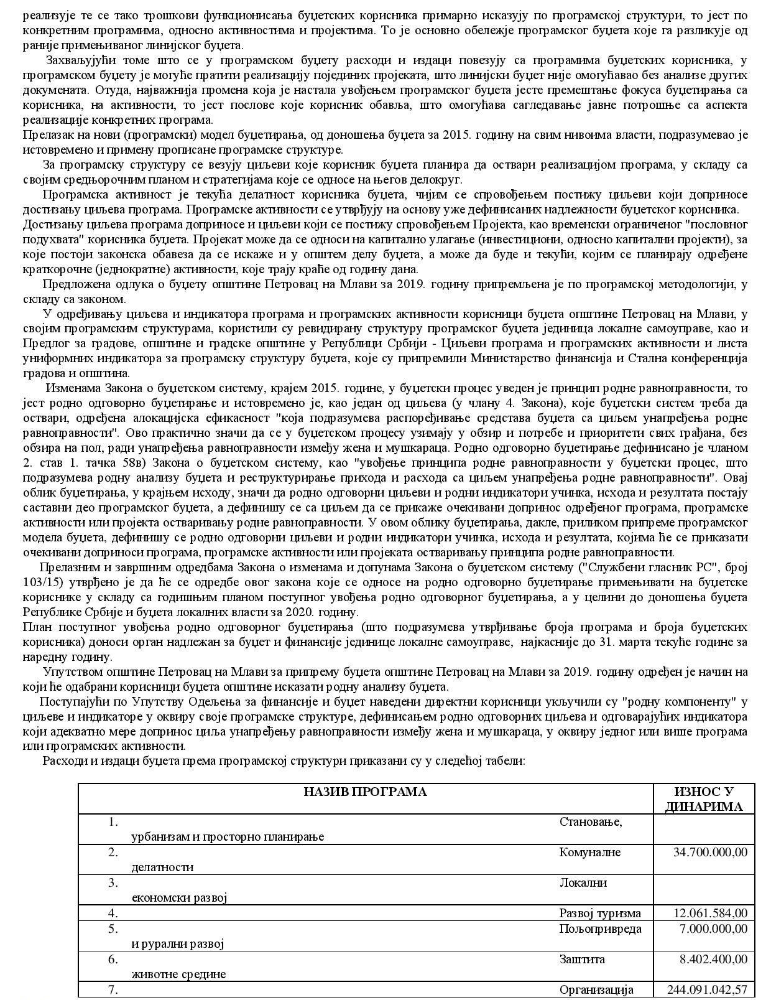 реализује те се тако трошкови функционисања буџетских корисника примарно исказују по програмској структури, то јест по
конкретним програмима, односно активностима и пројектима. То је основно обележје програмског буџета које га разликује од
раније примењиваног линијског буџета.
Захваљујући томе што се у програмском буџету расходи и издаци повезују са програмима буџетских корисника, у
програмском буџету је могуће пратити реализацију појединих пројеката, што линијски буџет није омогућавао без анализе других
докумената. Отуда, најважнија промена која је настала увођењем програмског буџета јесте премештање фокуса буџетирања са
корисника, на активности, то јест послове које корисник обавља, што омогућава сагледавање јавне потрошње са аспекта
реализације конкретних програма.
Прелазак на нови (програмски) модел буџетирања, од доношења буџета за 2015. годину на свим нивоима власти, подразумевао је
истовремено и примену прописане програмске структуре.
За програмску структуру се везују циљеви које корисник буџета планира да оствари реализацијом програма, у складу са
својим средњорочним планом и стратегијама које се односе на његов делокруг.
Програмска активност је текућа делатност корисника буџета, чијим се спровођењем постижу циљеви који доприносе
достизању циљева програма. Програмске активности се утврђују на основу уже дефинисаних надлежности буџетског корисника.
Достизању циљева програма доприносе и циљеви који се постижу спровођењем Пројекта, као временски ограниченог "пословног
подухвата" корисника буџета. Пројекат може да се односи на капитално улагање (инвестициони, односно капитални пројекти), за
које постоји законска обавеза да се искаже и у општем делу буџета, а може да буде и текући, којим се планирају одређене
краткорочне (једнократне) активности, које трају краће од годину дана.
Предложена одлука о буџету општине Петровац на Млави за 2019. годину припремљена је по програмској методологији, у
складу са законом.
У одређивању циљева и индикатора програма и програмских активности корисници буџета општине Петровац на Млави, у
својим програмским структурама, користили су ревидирану структуру програмског буџета јединица локалне самоуправе, као и
Предлог за градове, општине и градске општине у Републици Србији - Циљеви програма и програмских активности и листа
униформних индикатора за програмску структуру буџета, које су припремили Министарство финансија и Стална конференција
градова и општина.
Изменама Закона о буџетском систему, крајем 2015. године, у буџетски процес уведен је принцип родне равноправности, то
јест родно одговорно буџетирање и истовремено је, као један од циљева (у члану 4. Закона), које буџетски систем треба да
оствари, одређена алокацијска ефикасност "која подразумева распоређивање средстава буџета са циљем унапређења родне
равноправности". Ово практично значи да се у буџетском процесу узимају у обзир и потребе и приоритети свих грађана, без
обзира на пол, ради унапређења равноправности између жена и мушкараца. Родно одговорно буџетирање дефинисано је чланом
2. став 1. тачка 58в) Закона о буџетском систему, као "увођење принципа родне равноправности у буџетски процес, што
подразумева родну анализу буџета и реструктурирање прихода и расхода са циљем унапређења родне равноправности". Овај
облик буџетирања, у крајњем исходу, значи да родно одговорни циљеви и родни индикатори учинка, исхода и резултата постају
саставни део програмског буџета, а дефинишу се са циљем да се прикаже очекивани допринос одређеног програма, програмске
активности или пројекта остваривању родне равноправности. У овом облику буџетирања, дакле, приликом припреме програмског
модела буџета, дефинишу се родно одговорни циљеви и родни индикатори учинка, исхода и резултата, којима ће се приказати
очекивани доприноси програма, програмске активности или пројеката остваривању принципа родне равноправности.
Прелазним и завршним одредбама Закона о изменама и допунама Закона о буџетском систему ("Службени гласник РС", број
103/15) утврђено је да ће се одредбе овог закона које се односе на родно одговорно буџетирање примењивати на буџетске
кориснике у складу са годишњим планом поступног увођења родно одговорног буџетирања, а у целини до доношења буџета
Републике Србије и буџета локалних власти за 2020. годину.
План поступног увођења родно одговорног буџетирања (што подразумева утврђивање броја програма и броја буџетских
корисника) доноси орган надлежан за буџет и финансије јединице локалне самоуправе, најкасније до 31. марта текуће године за
наредну годину.
Упутством општине Петровац на Млави за припрему буџета општине Петровац на Млави за 2019. годину одређен је начин на
који ће одабрани корисници буџета општине исказати родну анализу буџета.
Поступајући по Упутству Одељења за финансије и буџет наведени директни корисници укључили су "родну компоненту" у
циљеве и индикаторе у оквиру своје програмске структуре, дефинисањем родно одговорних циљева и одговарајућих индикатора
који адекватно мере допринос циља унапређењу равноправности између жена и мушкараца, у оквиру једног или више програма
или програмских активности.
Расходи и издаци буџета према програмској структури приказани су у следећој табели:
НАЗИВ ПРОГРАМА ИЗНОС У
ДИНАРИМА
1. Становање,
урбанизам и просторно планирање
2. Комуналне 34.700.000,00
делатности
3. Локални
економски развој
4. Развој туризма 12.061.584,00
5. Пољопривреда 7.000.000,00
и рурални развој
6. Заштита 8.402.400,00
животне средине
7. Организација 244.091.042,57